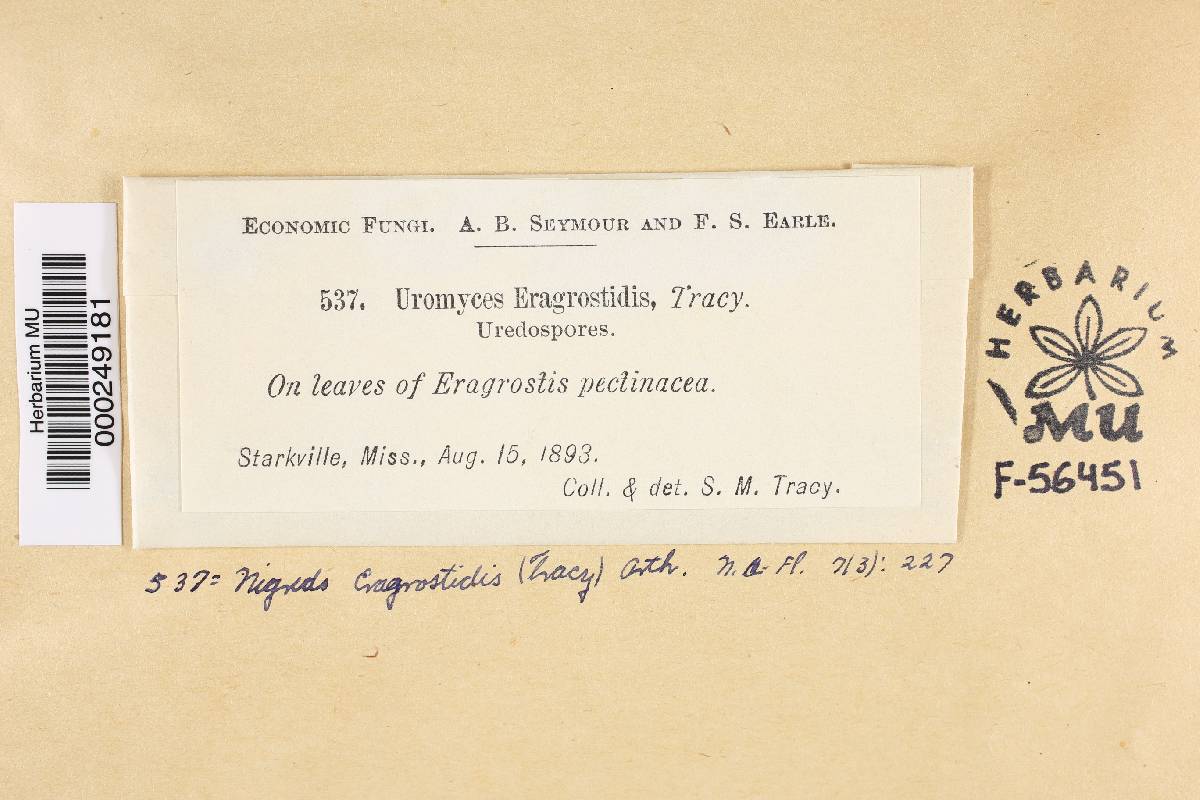 ECONOMIC FUNGI. A. B. SEYMOUR AND F. S. EARLE.
537. Uromyces Eragrostidis, Tracy.
Uredospores.
On leaves of Eragrostis pectinacea.
Starkville, Miss., Aug. 15, 1893.
Coll. & det. S. M. Tracy.
Herbarium MU
000249181
HERBARIUM
MU
F-56451
537= Nigredo Eragrostidis (Tracy) Arth. N.A. Fl. 7(3): 227